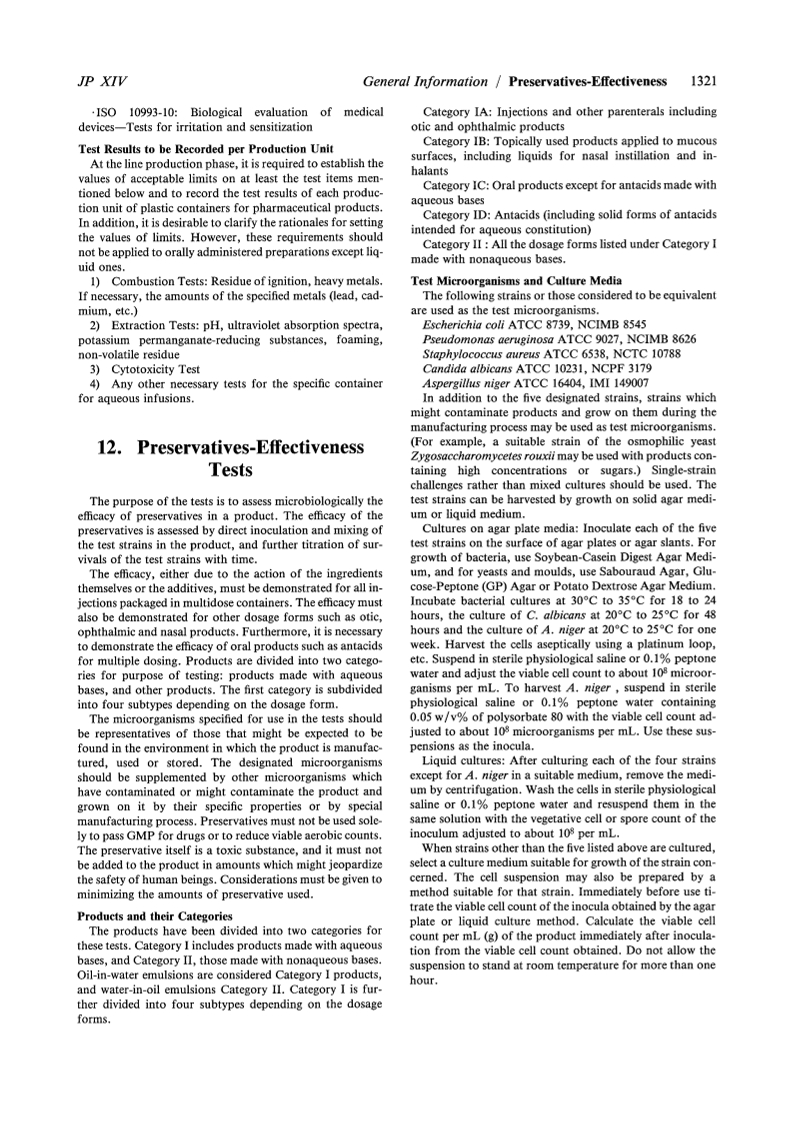 JP XIV
General Information / Preservatives-Effectiveness 1321
·ISO 10993-10: Biological evaluation of medical
devices—Tests for irritation and sensitization
Test Results to be Recorded per Production Unit
At the line production phase, it is required to establish the
values of acceptable limits on at least the test items men-
tioned below and to record the test results of each produc-
tion unit of plastic containers for pharmaceutical products.
In addition, it is desirable to clarify the rationales for setting
the values of limits. However, these requirements should
not be applied to orally administered preparations except liq-
uid ones.
1) Combustion Tests: Residue of ignition, heavy metals.
If necessary, the amounts of the specified metals (lead, cad-
mium, etc.)
2) Extraction Tests: pH, ultraviolet absorption spectra,
potassium permanganate-reducing substances, foaming,
non-volatile residue
3) Cytotoxicity Test
4) Any other necessary tests for the specific container
for aqueous infusions.
12. Preservatives-Effectiveness
Tests
The purpose of the tests is to assess microbiologically the
efficacy of preservatives in a product. The efficacy of the
preservatives is assessed by direct inoculation and mixing of
the test strains in the product, and further titration of sur-
vivals of the test strains with time.
The efficacy, either due to the action of the ingredients
themselves or the additives, must be demonstrated for all in-
jections packaged in multidose containers. The efficacy must
also be demonstrated for other dosage forms such as otic,
ophthalmic and nasal products. Furthermore, it is necessary
to demonstrate the efficacy of oral products such as antacids
for multiple dosing. Products are divided into two catego-
ries for purpose of testing: products made with aqueous
bases, and other products. The first category is subdivided
into four subtypes depending on the dosage form.
The microorganisms specified for use in the tests should
be representatives of those that might be expected to be
found in the environment in which the product is manufac-
tured, used or stored. The designated microorganisms
should be supplemented by other microorganisms which
have contaminated or might contaminate the product and
grown on it by their specific properties or by special
manufacturing process. Preservatives must not be used sole-
ly to pass GMP for drugs or to reduce viable aerobic counts.
The preservative itself is a toxic substance, and it must not
be added to the product in amounts which might jeopardize
the safety of human beings. Considerations must be given to
minimizing the amounts of preservative used.
Products and their Categories
The products have been divided into two categories for
these tests. Category I includes products made with aqueous
bases, and Category II, those made with nonaqueous bases.
Oil-in-water emulsions are considered Category I products,
and water-in-oil emulsions Category II. Category I is fur-
ther divided into four subtypes depending on the dosage
forms.
Category IA: Injections and other parenterals including
otic and ophthalmic products
Category IB: Topically used products applied to mucous
surfaces, including liquids for nasal instillation and in-
halants
Category IC: Oral products except for antacids made with
aqueous bases
Category ID: Antacids (including solid forms of antacids
intended for aqueous constitution)
Category II : All the dosage forms listed under Category I
made with nonaqueous bases.
Test Microorganisms and Culture Media
The following strains or those considered to be equivalent
are used as the test microorganisms.
Escherichia coli ATCC 8739, NCIMB 8545
Pseudomonas aeruginosa ATCC 9027, NCIMB 8626
Staphylococcus aureus ATCC 6538, NCTC 10788
Candida albicans ATCC 10231, NCPF 3179
Aspergillus niger ATCC 16404, IMI 149007
In addition to the five designated strains, strains which
might contaminate products and grow on them during the
manufacturing process may be used as test microorganisms.
(For example, a suitable strain of the osmophilic yeast
Zygosaccharomycetes rouxii may be used with products con-
taining high concentrations or sugars.) Single-strain
challenges rather than mixed cultures should be used. The
test strains can be harvested by growth on solid agar medi-
um or liquid medium.
Cultures on agar plate media: Inoculate each of the five
test strains on the surface of agar plates or agar slants. For
growth of bacteria, use Soybean-Casein Digest Agar Medi-
um, and for yeasts and moulds, use Sabouraud Agar, Glu-
cose-Peptone (GP) Agar or Potato Dextrose Agar Medium.
Incubate bacterial cultures at 30°C to 35°C for 18 to 24
hours, the culture of C. albicans at 20°C to 25°C for 48
hours and the culture of A. niger at 20°C to 25°C for one
week. Harvest the cells aseptically using a platinum loop,
etc. Suspend in sterile physiological saline or 0.1% peptone
water and adjust the viable cell count to about 10⁸ microor-
ganisms per mL. To harvest A. niger , suspend in sterile
physiological saline or 0.1% peptone water containing
0.05 w/v% of polysorbate 80 with the viable cell count ad-
justed to about 10⁸ microorganisms per mL. Use these sus-
pensions as the inocula.
Liquid cultures: After culturing each of the four strains
except for A. niger in a suitable medium, remove the medi-
um by centrifugation. Wash the cells in sterile physiological
saline or 0.1% peptone water and resuspend them in the
same solution with the vegetative cell or spore count of the
inoculum adjusted to about 10⁸ per mL.
When strains other than the five listed above are cultured,
select a culture medium suitable for growth of the strain con-
cerned. The cell suspension may also be prepared by a
method suitable for that strain. Immediately before use ti-
trate the viable cell count of the inocula obtained by the agar
plate or liquid culture method. Calculate the viable cell
count per mL (g) of the product immediately after inocula-
tion from the viable cell count obtained. Do not allow the
suspension to stand at room temperature for more than one
hour.